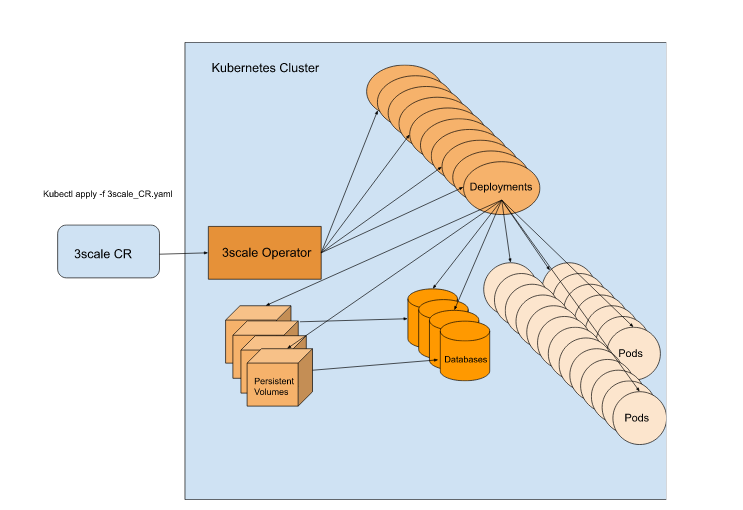 Kubernetes Cluster
Deployments
Kubectl apply -f 3scale_CR.yaml
3scale CR
3scale Operator
Persistent
Volumes
Databases
Pods
Pods